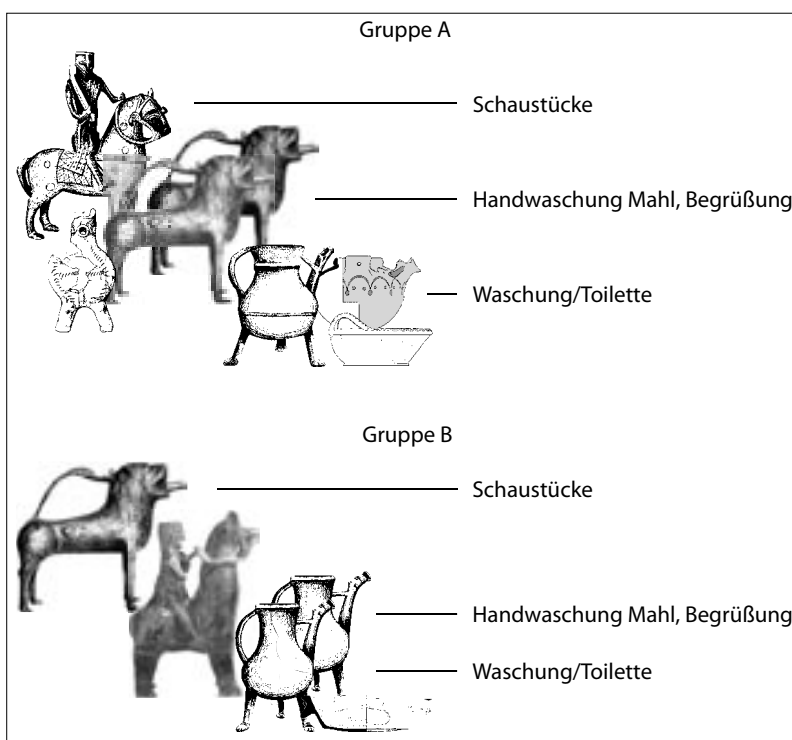 Gruppe A
Schaustücke
Handwaschung Mahl, Begrüßung
Waschung/Toilette
Gruppe B
Schaustücke
Handwaschung Mahl, Begrüßung
Waschung/Toilette